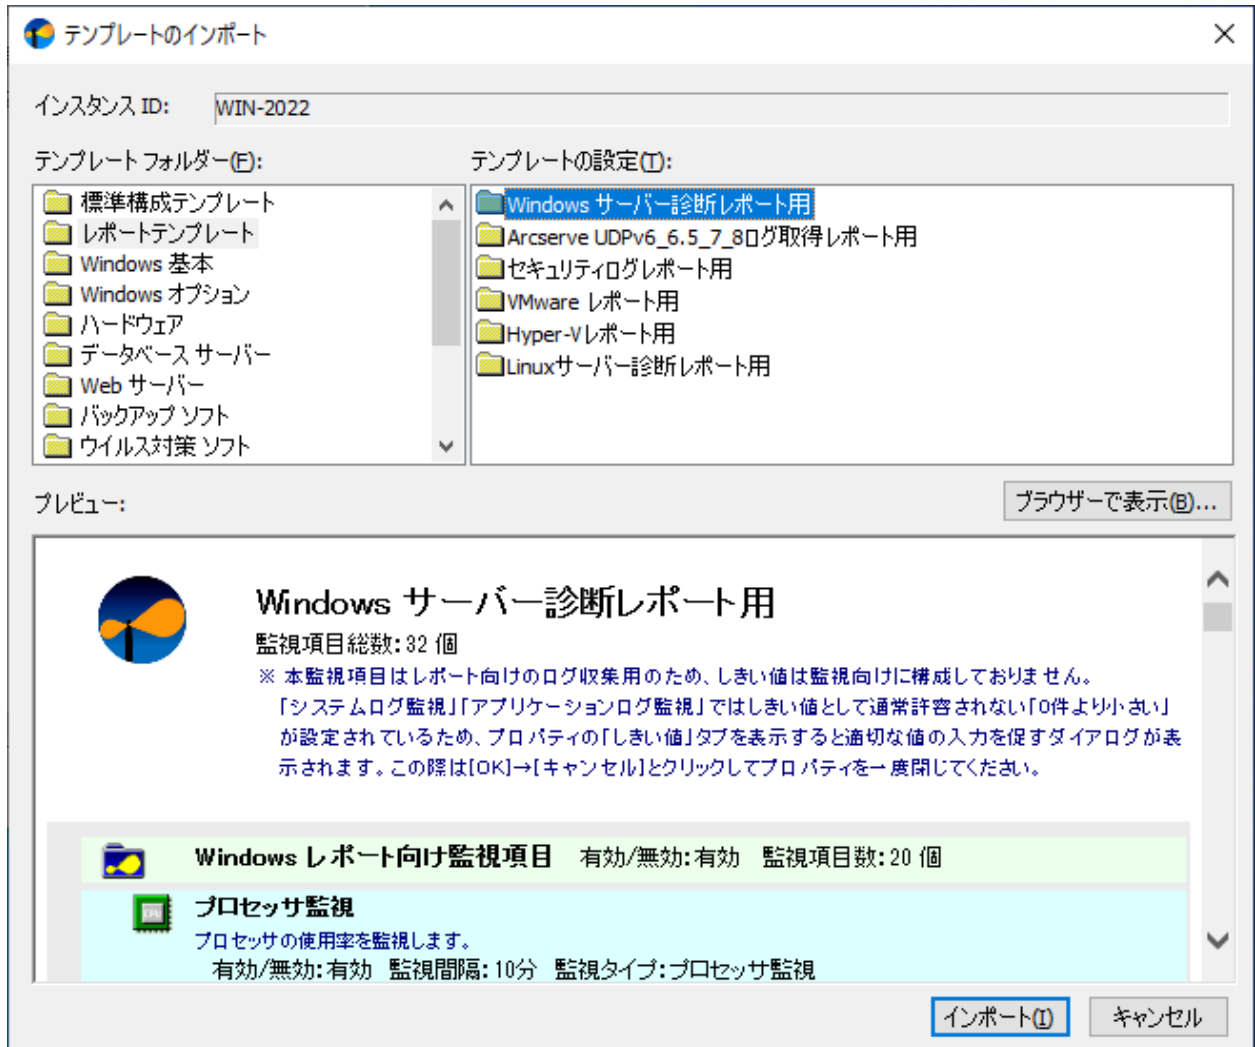 テンプレートのインポート
インスタンス ID: WIN-2022
テンプレート フォルダー(F):
標準構成テンプレート
レポートテンプレート
Windows 基本
Windows オプション
ハードウェア
データベース サーバー
Web サーバー
バックアップ ソフト
ウイルス対策 ソフト
テンプレートの設定(T):
Windows サーバー診断レポート用
Arcserve UDPv6_6.5_7_8ログ取得レポート用
セキュリティログレポート用
VMware レポート用
Hyper-Vレポート用
Linuxサーバー診断レポート用
プレビュー:
ブラウザーで表示(B)...
Windows サーバー診断レポート用
監視項目総数: 32 個
※ 本監視項目はレポート向けのログ収集用のため、しきい値は監視向けに構成しておりません。
「システムログ監視」「アプリケーションログ監視」ではしきい値として通常許容されない「0件より小さい」
が設定されているため、プロパティの「しきい値」タブを表示すると適切な値の入力を促すダイアログが表
示されます。この際は[OK]→[キャンセル]とクリックしてプロパティを一度閉じてください。
Windows レポート向け監視項目 有効/無効: 有効 監視項目数: 20 個
プロセッサ監視
プロセッサの使用率を監視します。
有効/無効: 有効 監視間隔: 10分 監視タイプ: プロセッサ監視
インポート(I)
キャンセル